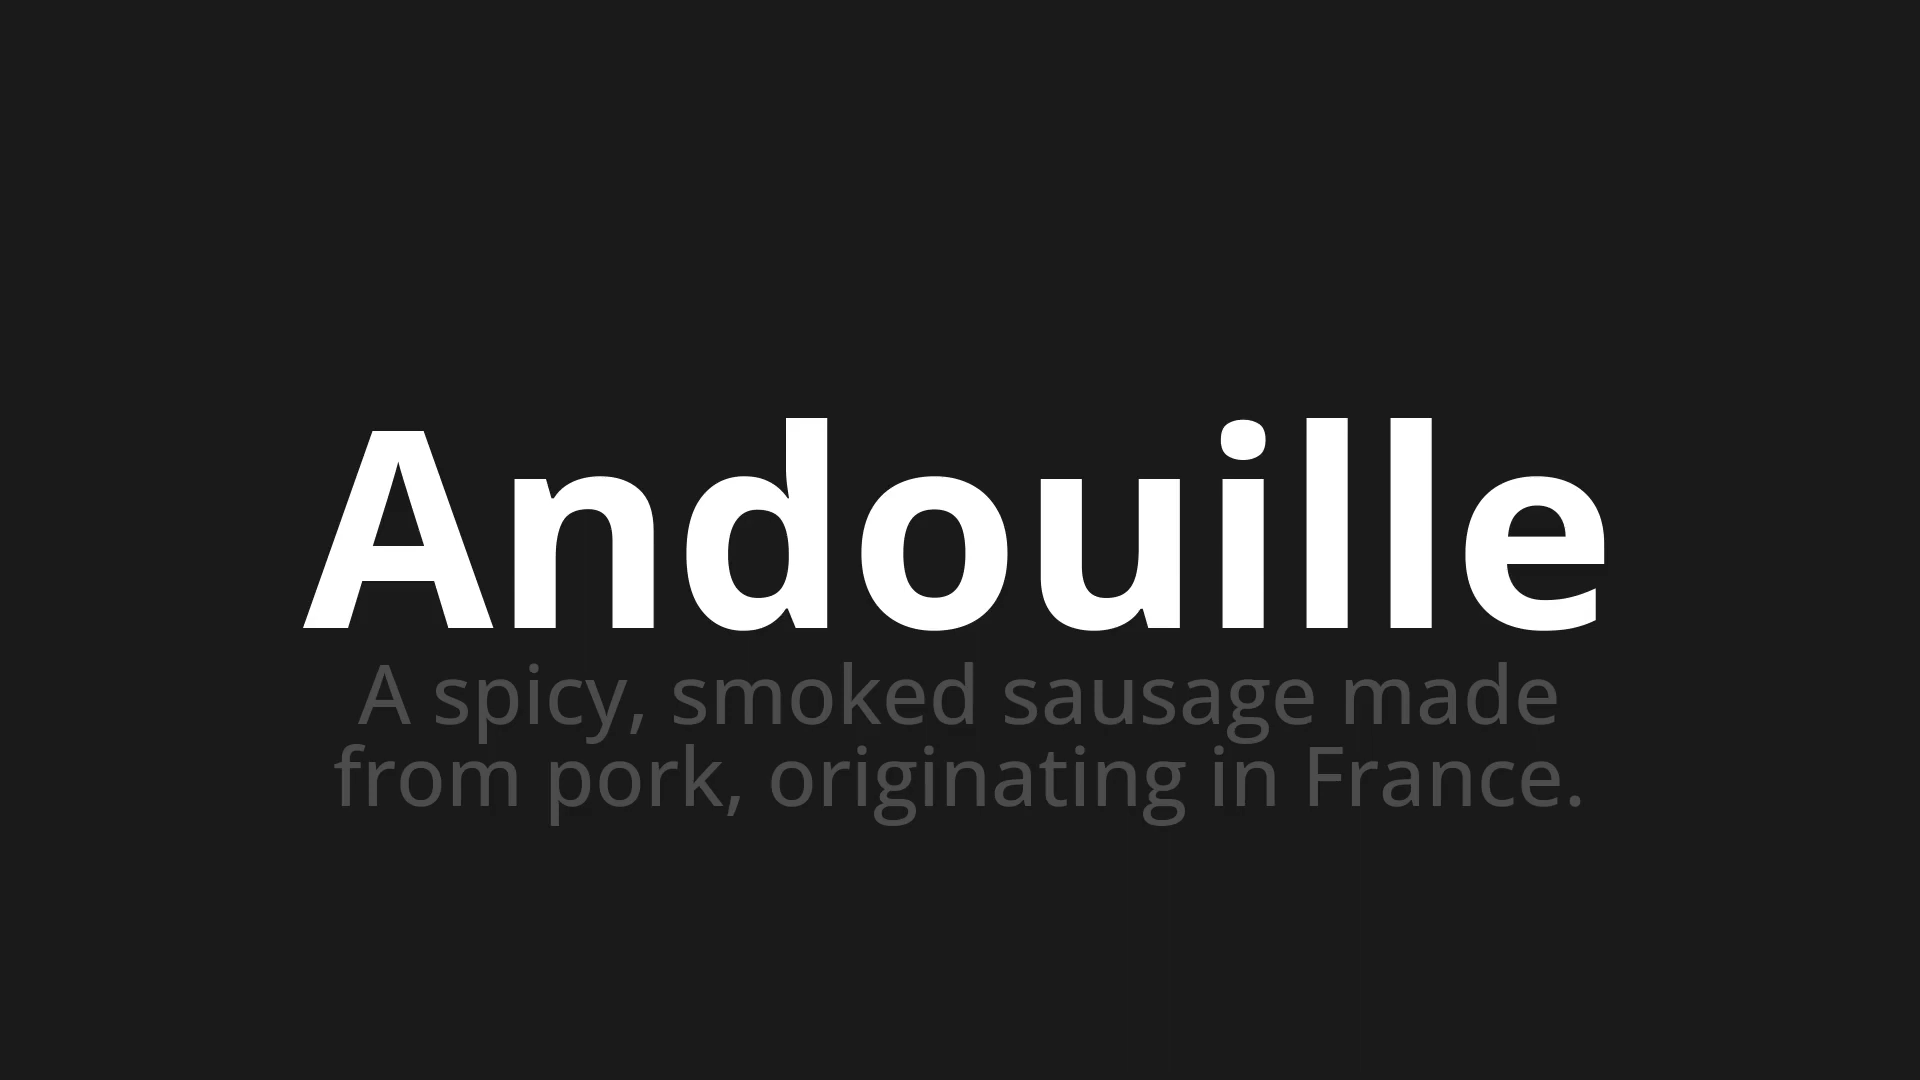 Andouille
A spicy, smoked sausage made
from pork, originating in France.